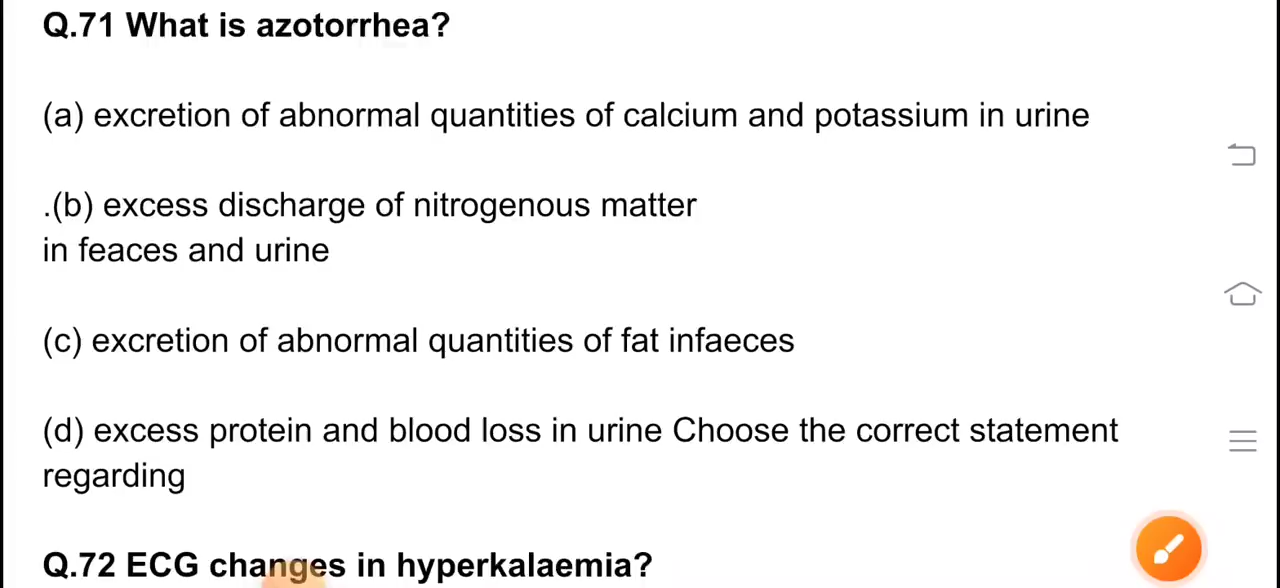 Q.71 What is azotorrhea?
(a) excretion of abnormal quantities of calcium and potassium in urine
.(b) excess discharge of nitrogenous matter
in feaces and urine
(c) excretion of abnormal quantities of fat infaeces
(d) excess protein and blood loss in urine Choose the correct statement
regarding
Q.72 ECG changes in hyperkalaemia?